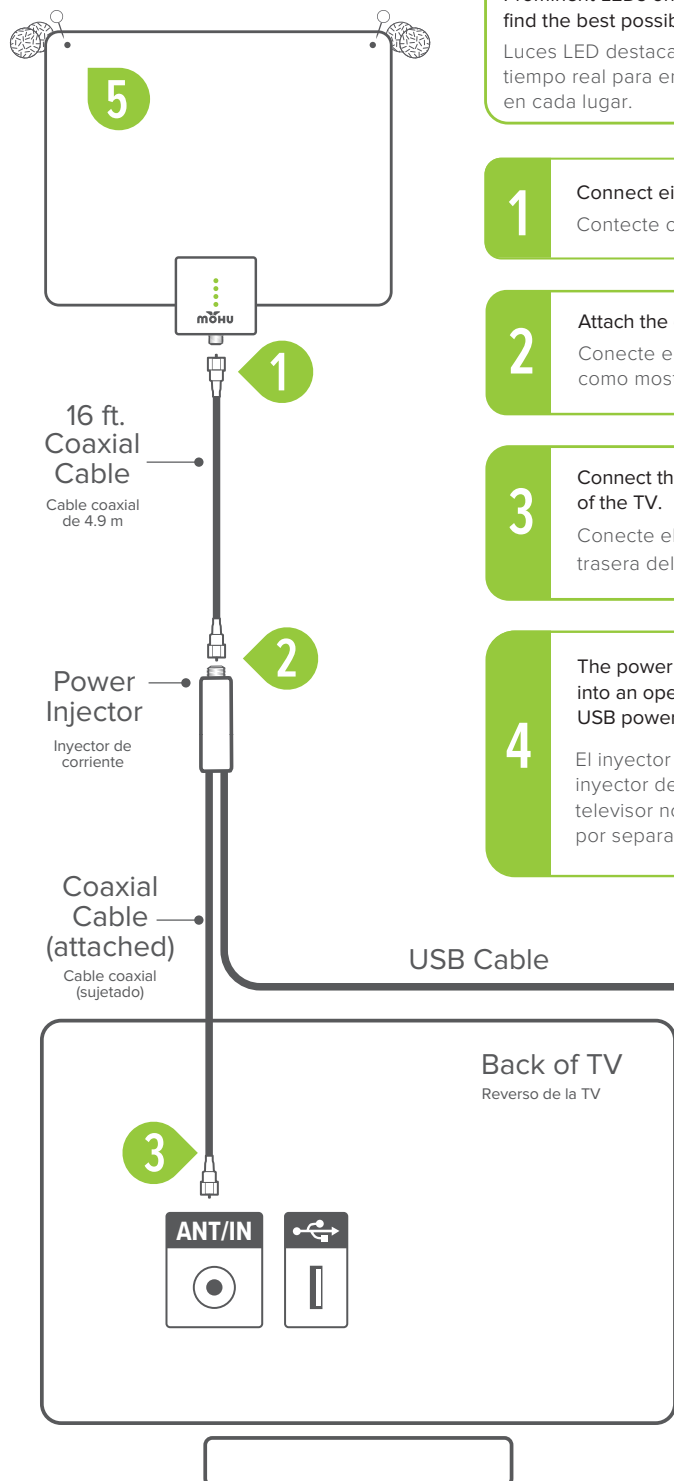 Prominent LEDs on
find the best possib
Luces LED destaca
tiempo real para en
en cada lugar.
5
mohu
1
16 ft.
Coaxial
Cable
Cable coaxial
de 4.9 m
2
Power
Injector
Inyector de
corriente
Coaxial
Cable
(attached)
Cable coaxial
(sujetado)
USB Cable
Back of TV
Reverso de la TV
3
ANT/IN
1
Connect ei
Contecte c
2
Attach the
Conecte e
como most
3
Connect th
of the TV.
Conecte el
trasera del
4
The power
into an ope
USB power
El inyector
inyector de
televisor no
por separa